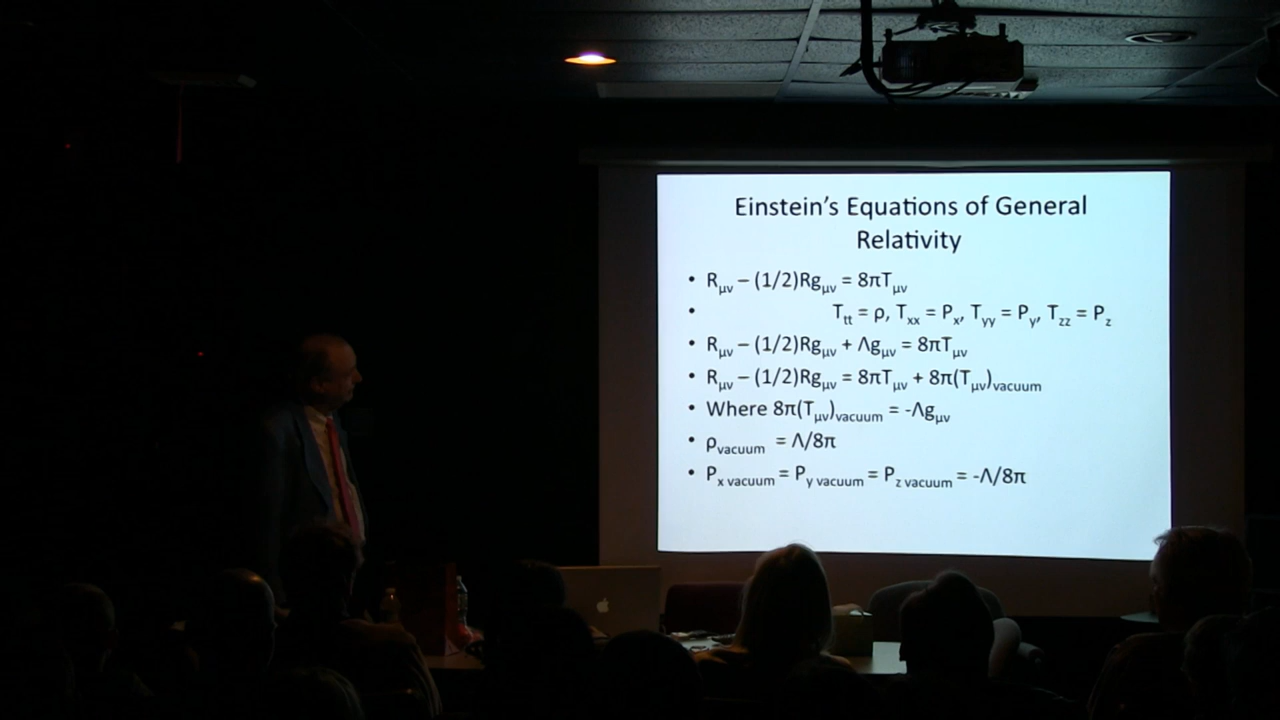 Einstein's Equations of General
Relativity
• Rμν – (1/2)Rgμν = 8πTμν
• Ttt = ρ, Txx = Px, Tyy = Py, Tzz = Pz
• Rμν – (1/2)Rgμν + Λgμν = 8πTμν
• Rμν – (1/2)Rgμν = 8πTμν + 8π(Tμν)vacuum
• Where 8π(Tμν)vacuum = -Λgμν
• ρvacuum = Λ/8π
• Px vacuum = Py vacuum = Pz vacuum = -Λ/8π